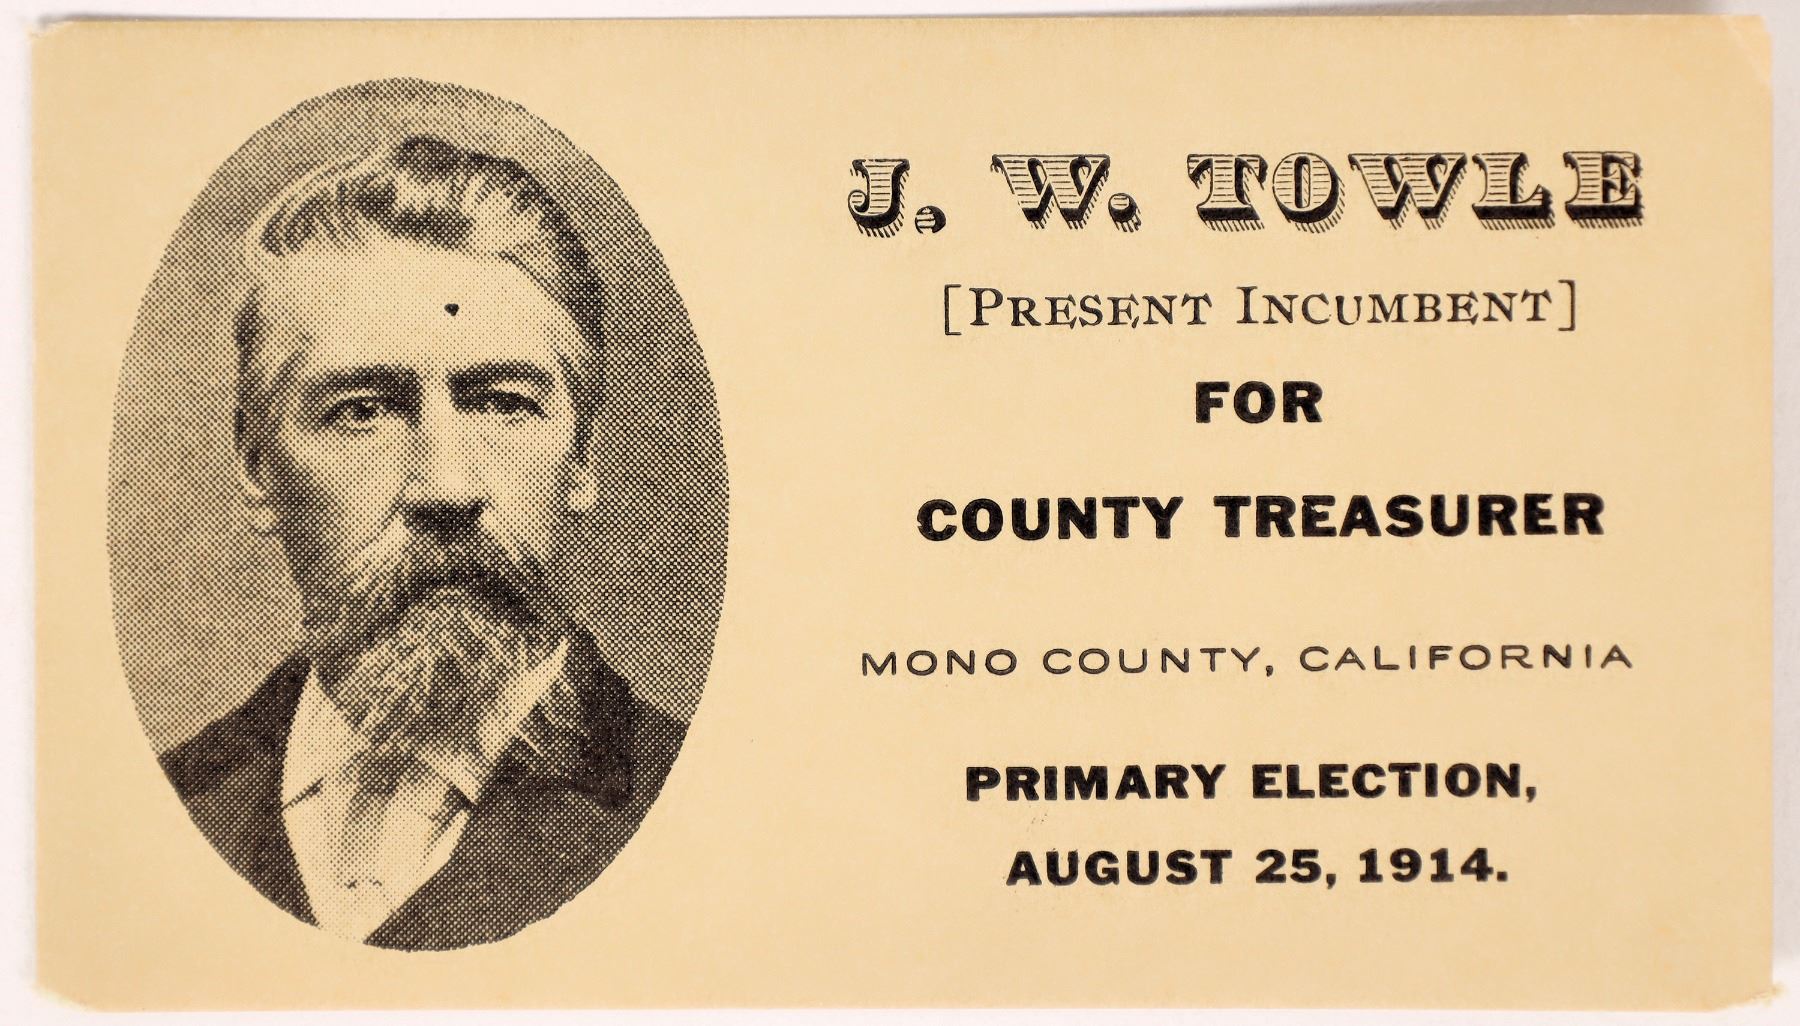 J. W. TOWLE
[PRESENT INCUMBENT]
FOR
COUNTY TREASURER
MONO COUNTY, CALIFORNIA
PRIMARY ELECTION,
AUGUST 25, 1914.